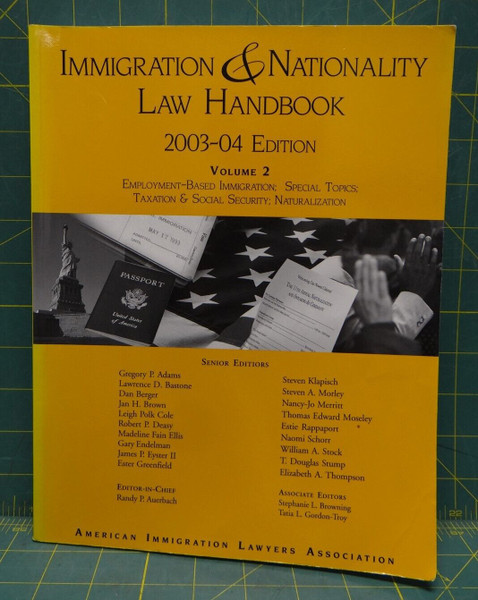 IMMIGRATION & NATIONALITY
LAW HANDBOOK
2003-04 EDITION
VOLUME 2
EMPLOYMENT-BASED IMMIGRATION; SPECIAL TOPICS;
TAXATION & SOCIAL SECURITY; NATURALIZATION
PASSPORT
United States
of America
SENIOR EDITIORS
Gregory P. Adams
Lawrence D. Bastone
Dan Berger
Jan H. Brown
Leigh Polk Cole
Robert P. Deasy
Madeline Fain Ellis
Gary Endelman
James P. Eyster II
Ester Greenfield
Steven Klapisch
Steven A. Morley
Nancy-Jo Merritt
Thomas Edward Moseley
Estie Rappaport
Naomi Schorr
William A. Stock
T. Douglas Stump
Elizabeth A. Thompson
EDITOR-IN-CHIEF
Randy P. Auerbach
ASSOCIATE EDITORS
Stephanie L. Browning
Tatia L. Gordon-Troy
AMERICAN IMMIGRATION LAWYERS ASSOCIATION
22